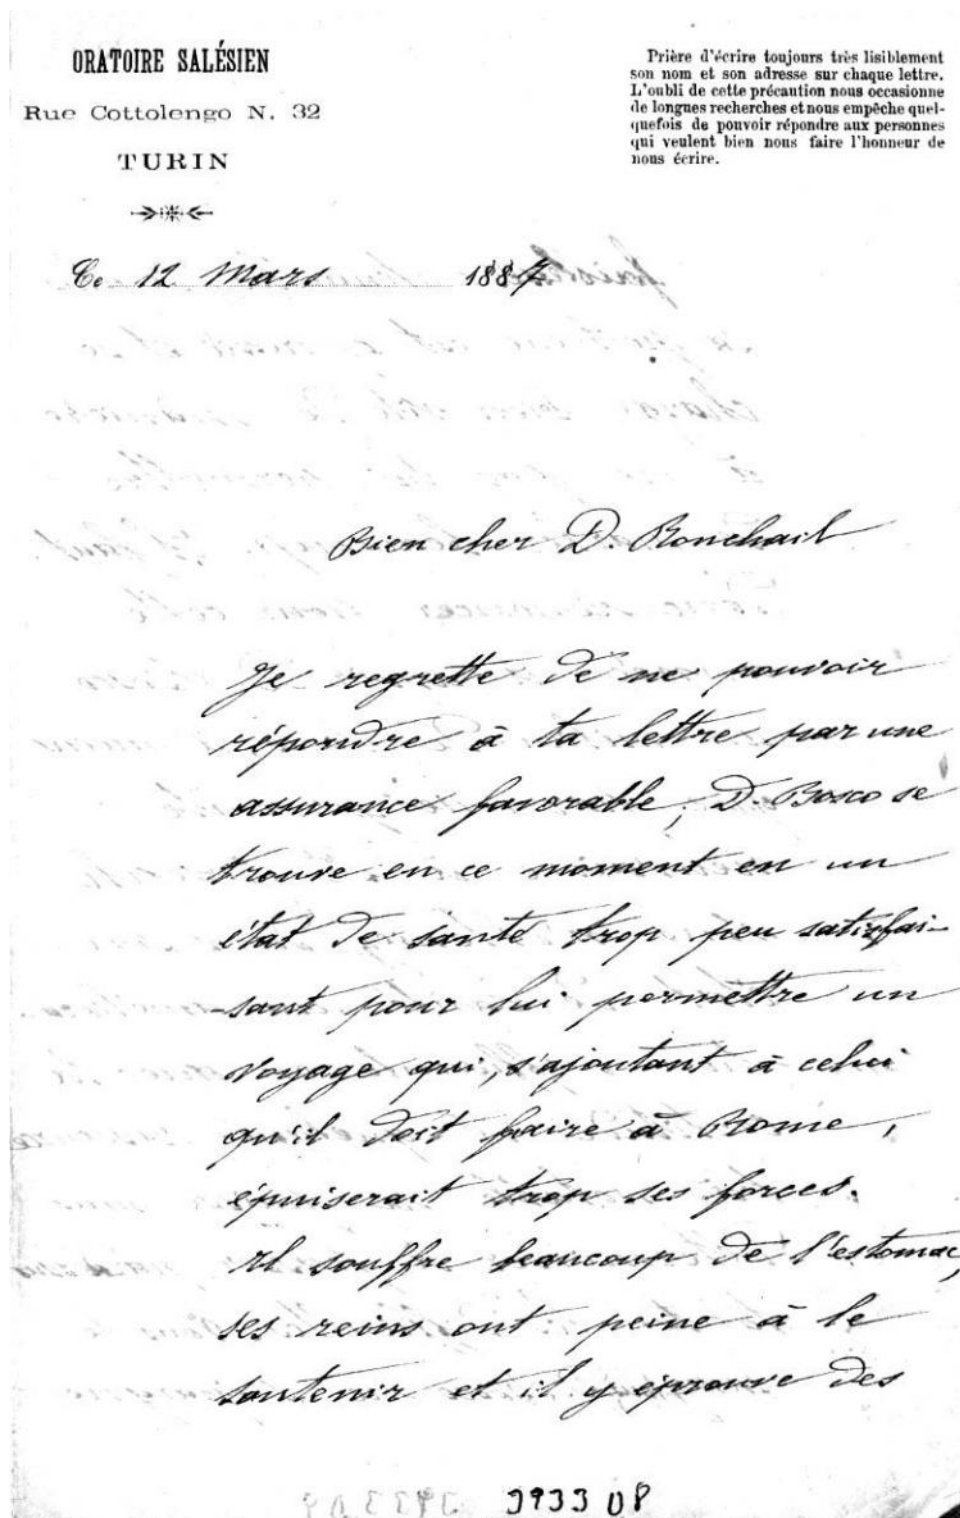 ORATOIRE SALÉSIEN
Rue Cottolengo N. 32
TURIN
Prière d'écrire toujours très lisiblement
son nom et son adresse sur chaque lettre.
L'oubli de cette précaution nous occasionne
de longues recherches et nous empêche quel-
quefois de pouvoir répondre aux personnes
qui veulent bien nous faire l'honneur de
nous écrire.
Ce 12 Mars 1887
Bien cher D. Ronchail
Je regrette de ne pouvoir
répondre à ta lettre par une
assurance favorable; D. Bosco se
trouve en ce moment en un
état de santé trop peu satisfai-
-sant pour lui permettre un
voyage qui, s'ajoutant à celui
qu'il doit faire à Rome,
épuiserait trop ses forces.
Il souffre beaucoup de l'estomac,
ses reins ont peine à le
soutenir et il y éprouve des
3933 D8